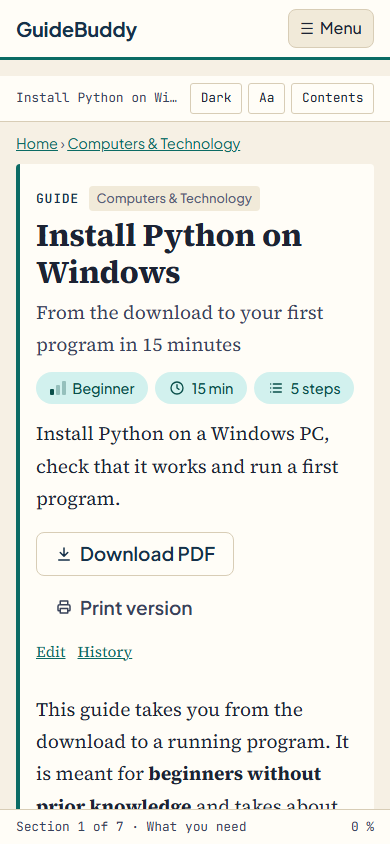 GuideBuddy
☰ Menu
Install Python on Wi…
Dark
Aa
Contents
Home › Computers & Technology
GUIDE
Computers & Technology
Install Python on
Windows
From the download to your first
program in 15 minutes
Beginner
15 min
5 steps
Install Python on a Windows PC,
check that it works and run a first
program.
Download PDF
Print version
Edit
History
This guide takes you from the
download to a running program. It
is meant for beginners without
prior knowledge and takes about
Section 1 of 7 · What you need
0 %